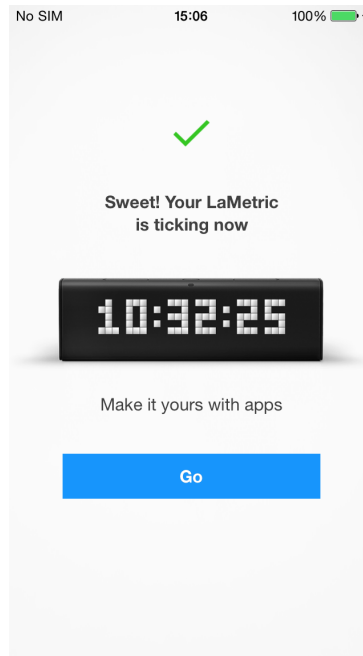 No SIM 15:06 100%
Sweet! Your LaMetric
is ticking now
10:32:25
Make it yours with apps
Go